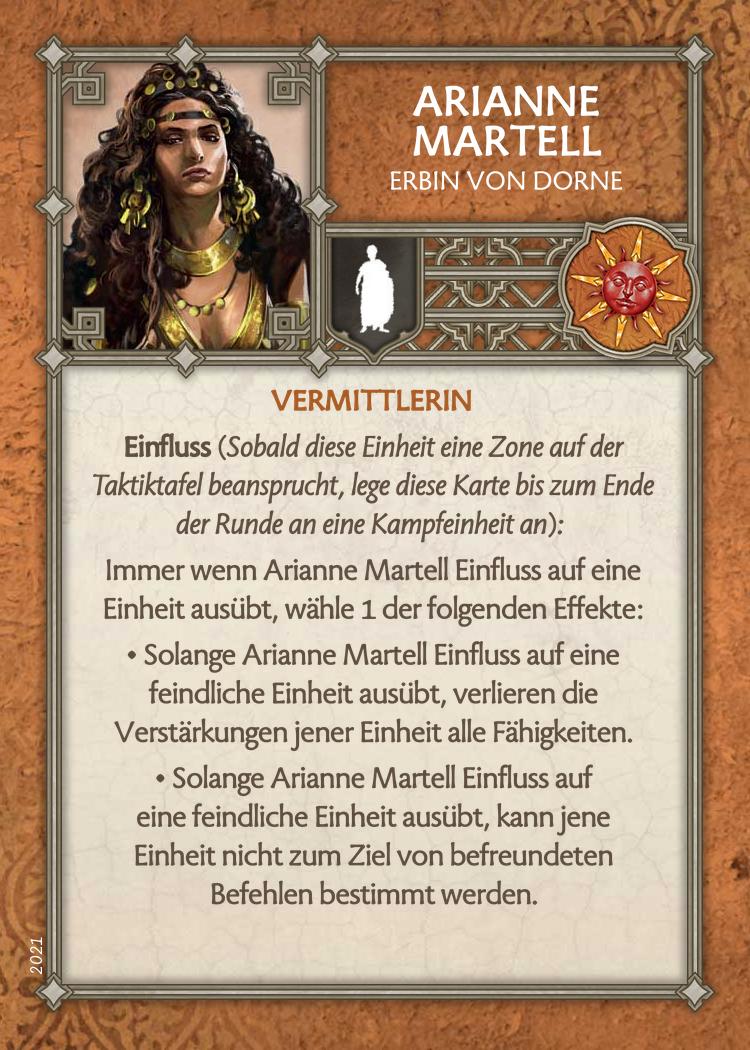 ARIANNE
MARTELL
ERBIN VON DORNE
VERMITTLERIN
Einfluss (Sobald diese Einheit eine Zone auf der
Taktiktafel beansprucht, lege diese Karte bis zum Ende
der Runde an eine Kampfeinheit an):
Immer wenn Arianne Martell Einfluss auf eine
Einheit ausübt, wähle 1 der folgenden Effekte:
• Solange Arianne Martell Einfluss auf eine
feindliche Einheit ausübt, verlieren die
Verstärkungen jener Einheit alle Fähigkeiten.
• Solange Arianne Martell Einfluss auf
eine feindliche Einheit ausübt, kann jene
Einheit nicht zum Ziel von befreundeten
Befehlen bestimmt werden.
2021